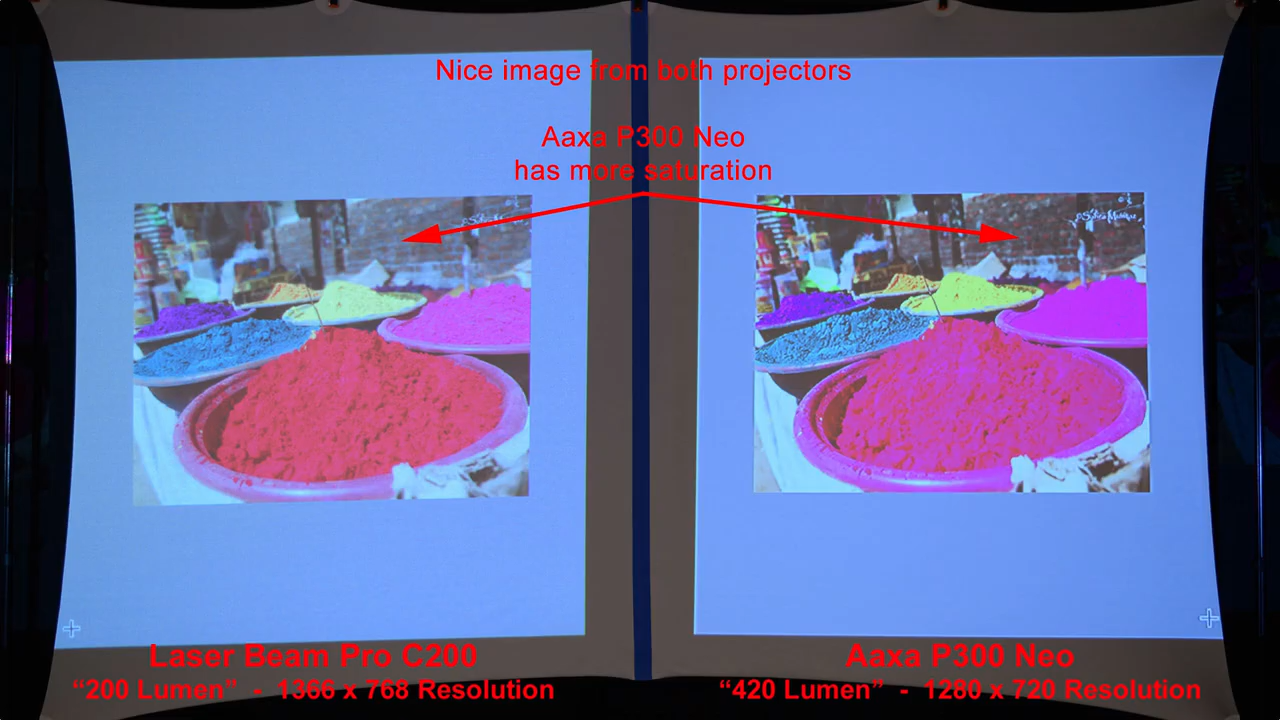 Nice image from both projectors
Aaxa P300 Neo
has more saturation
Laser Beam Pro C200
“200 Lumen” - 1366 x 768 Resolution
Aaxa P300 Neo
“420 Lumen” - 1280 x 720 Resolution